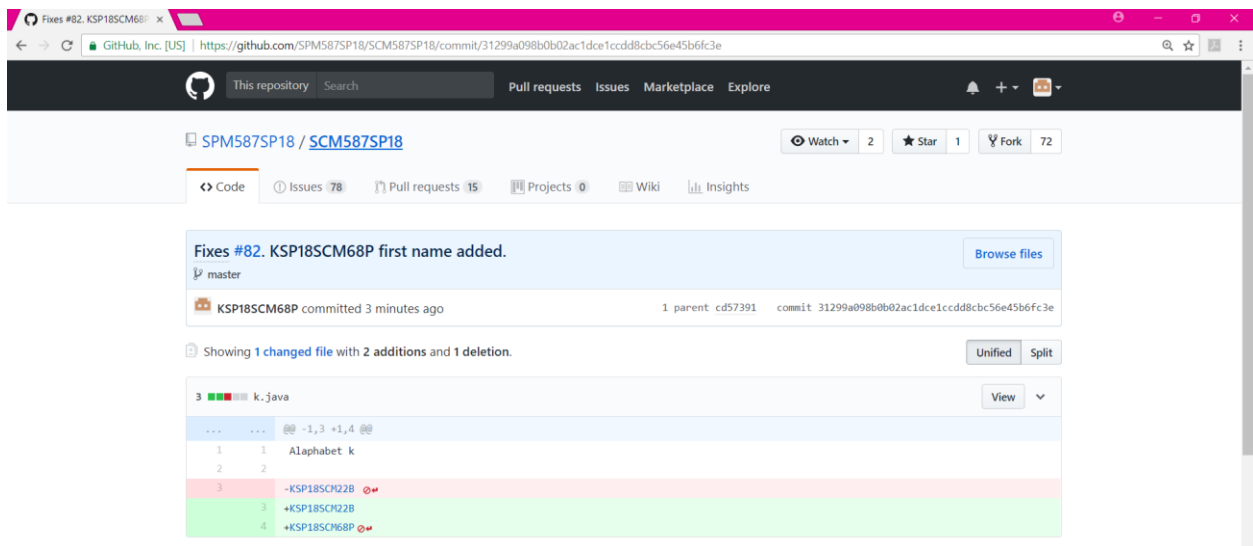 Fixes #82. KSP18SCM68P
GitHub, Inc. [US] | https://github.com/SPM587SP18/SCM587SP18/commit/31299a098b0b02ac1dce1ccdd8cbc56e45b6fc3e
This repository Search Pull requests Issues Marketplace Explore
SPM587SP18 / SCM587SP18 Watch 2 Star 1 Fork 72
Code Issues 78 Pull requests 15 Projects 0 Wiki Insights
Fixes #82. KSP18SCM68P first name added. Browse files
master
KSP18SCM68P committed 3 minutes ago 1 parent cd57391 commit 31299a098b0b02ac1dce1ccdd8cbc56e45b6fc3e
Showing 1 changed file with 2 additions and 1 deletion. Unified Split
3 k.java View
... ... @@ -1,3 +1,4 @@
1 1 Alaphabet k
2 2
3 -KSP18SCM22B
3 +KSP18SCM22B
4 +KSP18SCM68P